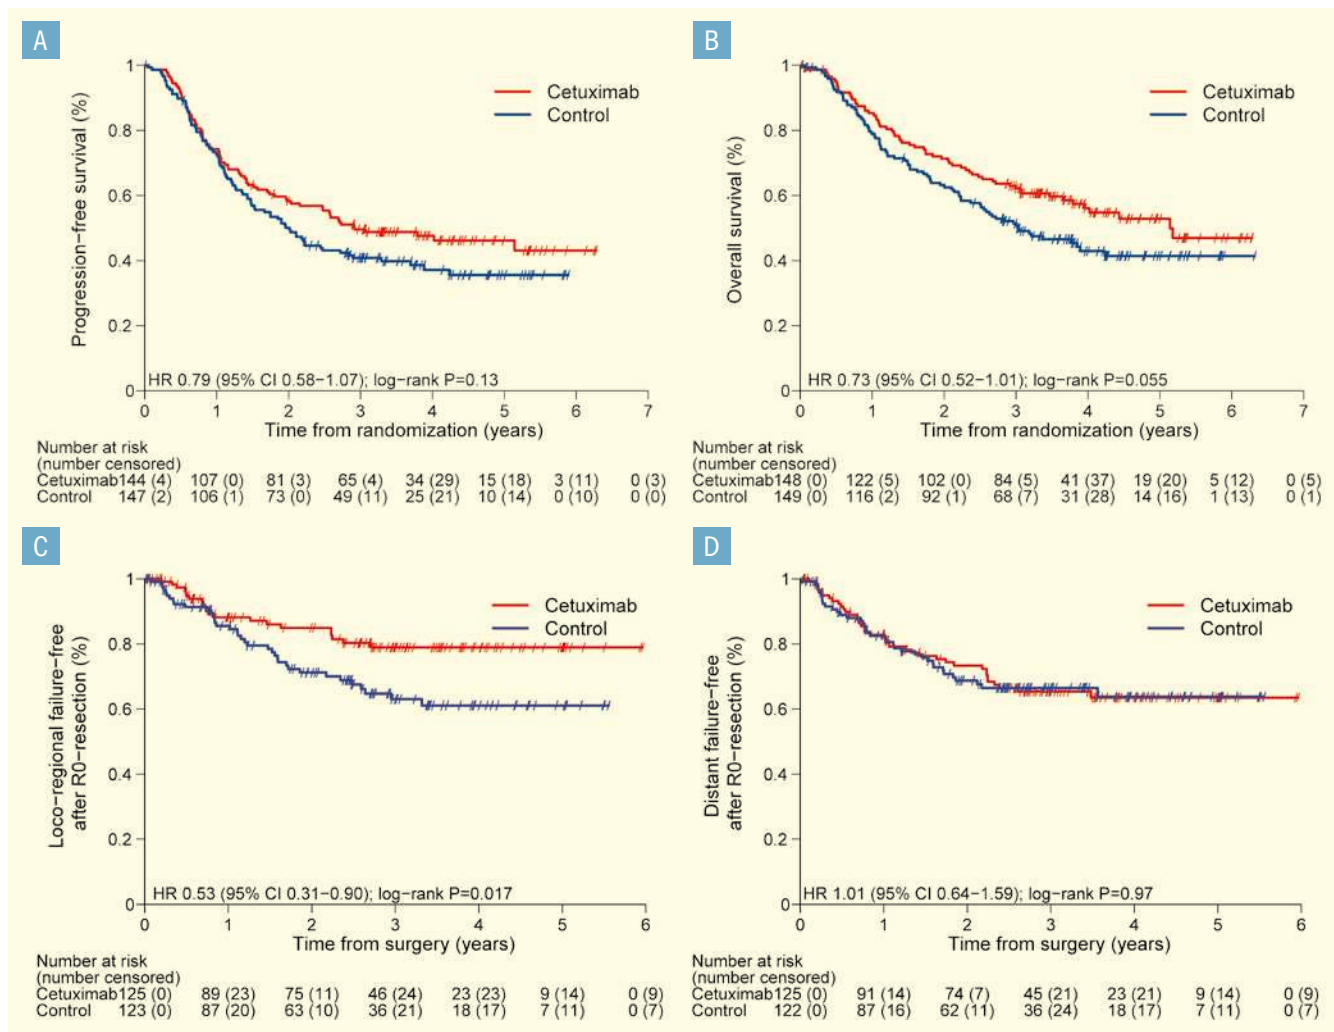 A
Progression−free survival (%)
1
0.8
0.6
0.4
0.2
0
Cetuximab
Control
HR 0.79 (95% CI 0.58−1.07); log−rank P=0.13
0 1 2 3 4 5 6 7
Time from randomization (years)
Number at risk
(number censored)
Cetuximab144 (4) 107 (0) 81 (3) 65 (4) 34 (29) 15 (18) 3 (11) 0 (3)
Control 147 (2) 106 (1) 73 (0) 49 (11) 25 (21) 10 (14) 0 (10) 0 (0)
B
Overall survival (%)
1
0.8
0.6
0.4
0.2
0
Cetuximab
Control
HR 0.73 (95% CI 0.52−1.01); log−rank P=0.055
0 1 2 3 4 5 6 7
Time from randomization (years)
Number at risk
(number censored)
Cetuximab148 (0) 122 (5) 102 (0) 84 (5) 41 (37) 19 (20) 5 (12) 0 (5)
Control 149 (0) 116 (2) 92 (1) 68 (7) 31 (28) 14 (16) 1 (13) 0 (1)
C
Loco−regional failure−free
after R0−resection (%)
1
0.8
0.6
0.4
0.2
0
Cetuximab
Control
HR 0.53 (95% CI 0.31−0.90); log−rank P=0.017
0 1 2 3 4 5 6
Time from surgery (years)
Number at risk
(number censored)
Cetuximab125 (0) 89 (23) 75 (11) 46 (24) 23 (23) 9 (14) 0 (9)
Control 123 (0) 87 (20) 63 (10) 36 (21) 18 (17) 7 (11) 0 (7)
D
Distant failure−free
after R0−resection (%)
1
0.8
0.6
0.4
0.2
0
Cetuximab
Control
HR 1.01 (95% CI 0.64−1.59); log−rank P=0.97
0 1 2 3 4 5 6
Time from surgery (years)
Number at risk
(number censored)
Cetuximab125 (0) 91 (14) 74 (7) 45 (21) 23 (21) 9 (14) 0 (9)
Control 122 (0) 87 (16) 62 (11) 36 (24) 18 (17) 7 (11) 0 (7)